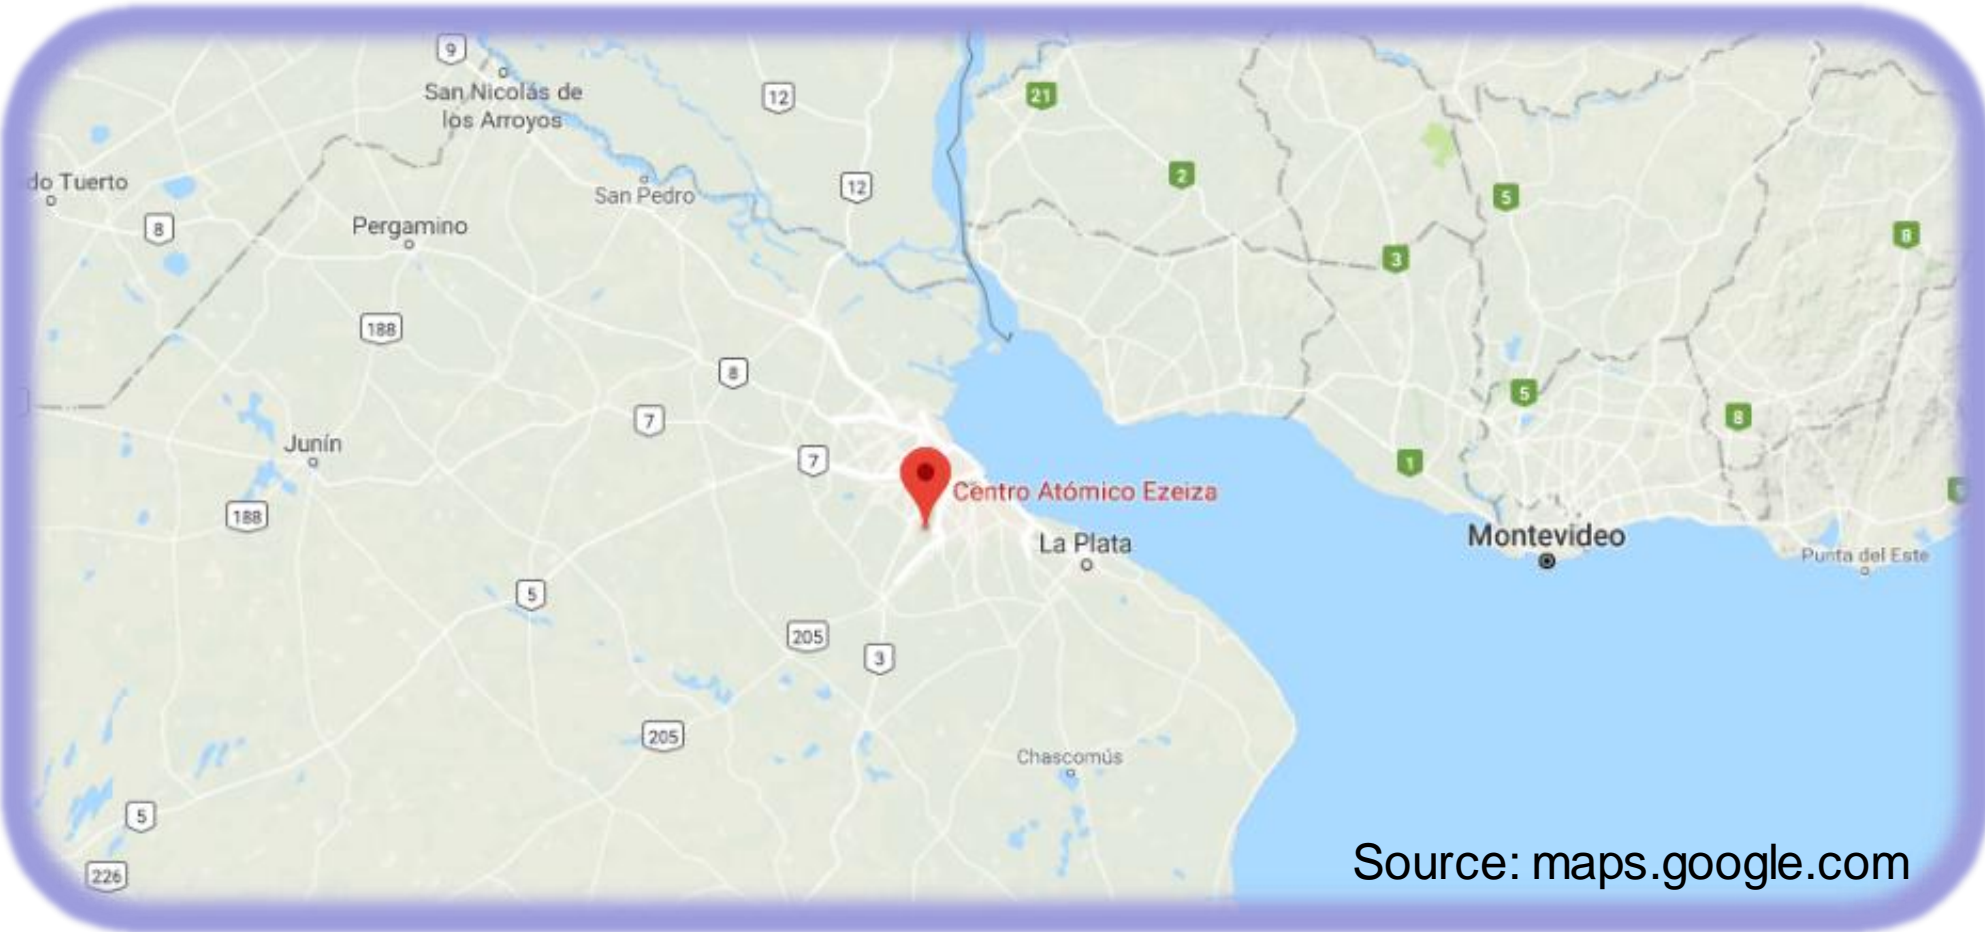 9
San Nicolás de
los Arroyos
12
21
do Tuerto
8
Pergamino
San Pedro
12
2
5
3
8
188
8
7
7
5
8
1
Junín
188
Centro Atómico Ezeiza
La Plata
Montevideo
Punta del Este
5
205
3
205
Chascomús
5
226
Source: maps.google.com